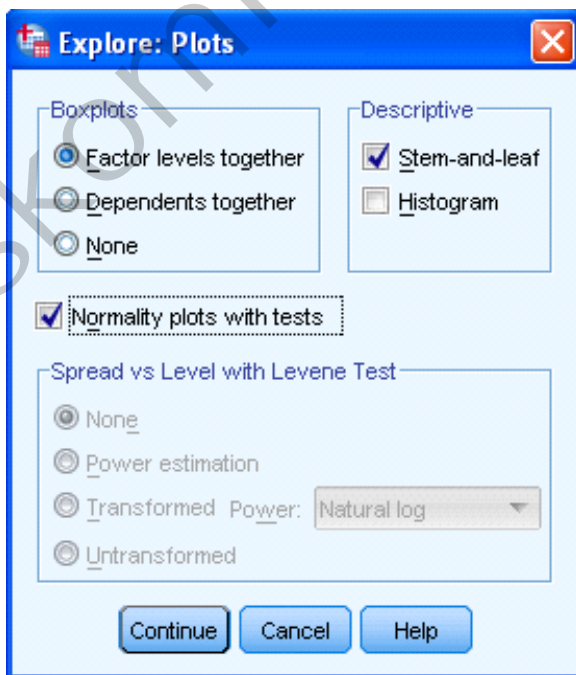 Explore: Plots
Boxplots
Factor levels together
Dependents together
None
Descriptive
Stem-and-leaf
Histogram
Normality plots with tests
Spread vs Level with Levene Test
None
Power estimation
Transformed Power: Natural log
Untransformed
Continue Cancel Help